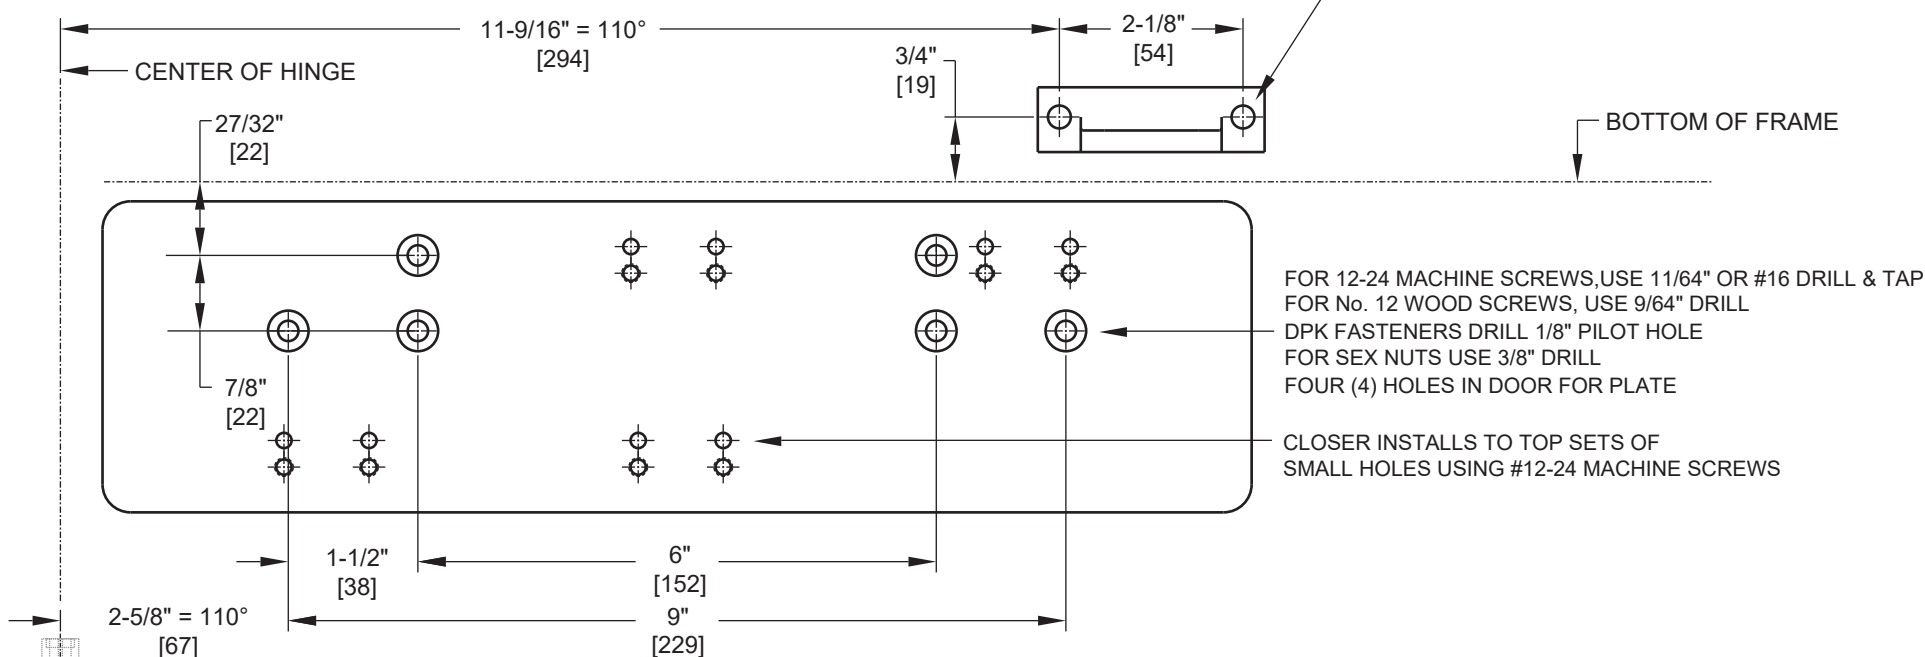 11-9/16" = 110°
[294]
2-1/8"
[54]
3/4"
[19]
CENTER OF HINGE
27/32"
[22]
BOTTOM OF FRAME
FOR 12-24 MACHINE SCREWS,USE 11/64" OR #16 DRILL & TAP
FOR No. 12 WOOD SCREWS, USE 9/64" DRILL
DPK FASTENERS DRILL 1/8" PILOT HOLE
FOR SEX NUTS USE 3/8" DRILL
FOUR (4) HOLES IN DOOR FOR PLATE
7/8"
[22]
CLOSER INSTALLS TO TOP SETS OF
SMALL HOLES USING #12-24 MACHINE SCREWS
1-1/2"
[38]
6"
[152]
2-5/8" = 110°
[67]
9"
[229]